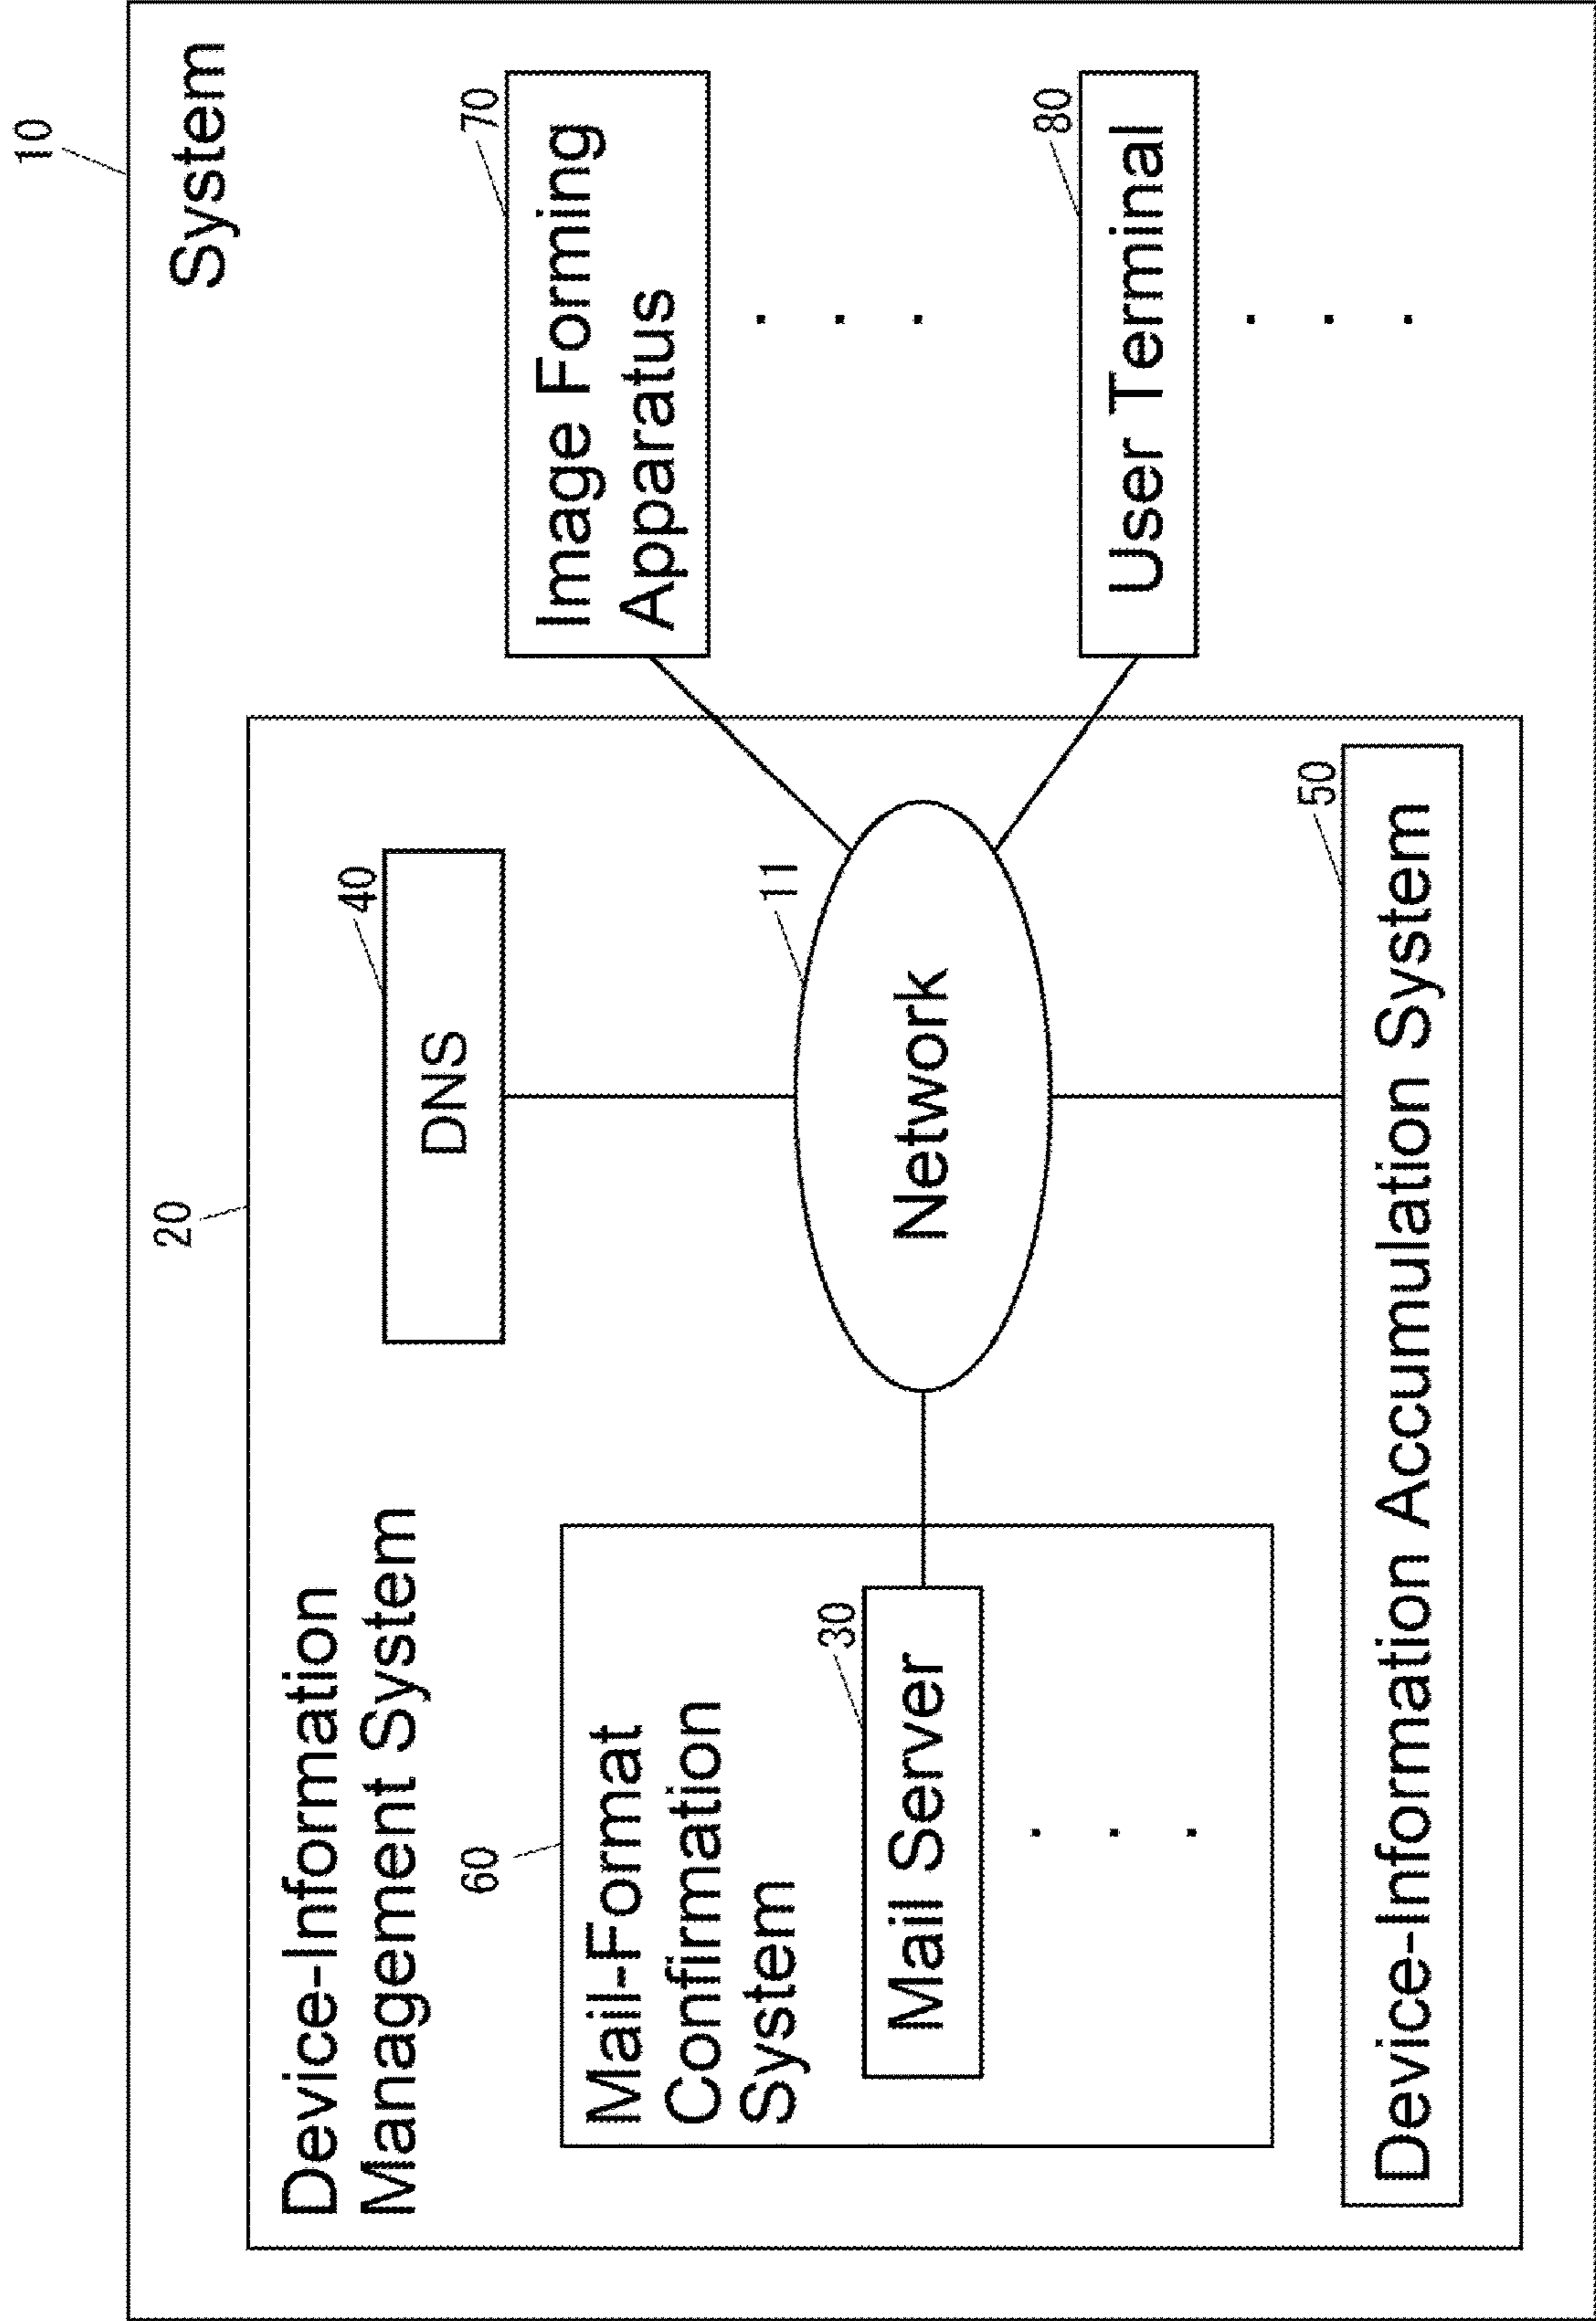 10
System
20
Device-Information
Management System
40
DNS
70
Image Forming
Apparatus
60
Mail-Format
Confirmation
System
11
Network
30
Mail Server
80
User Terminal
50
Device-Information Accumulation System